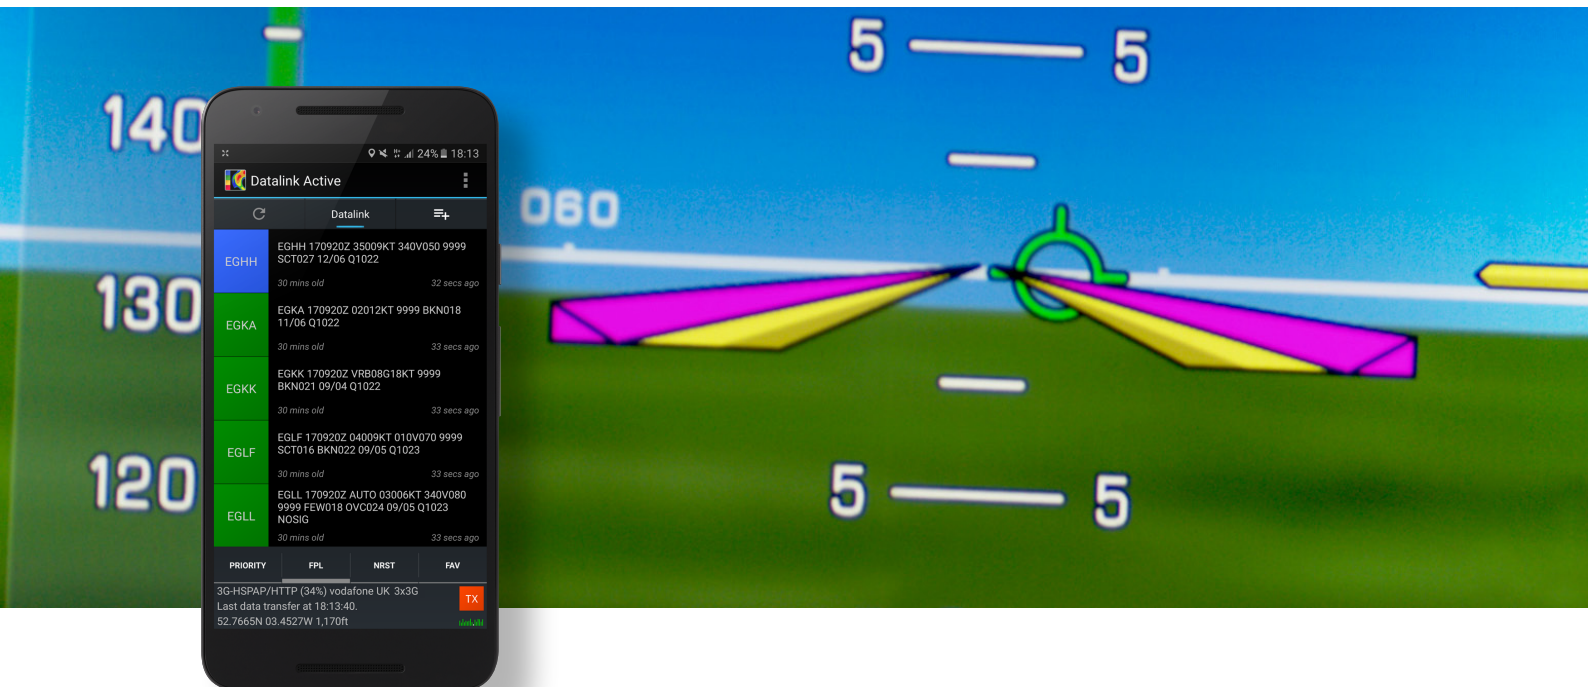 5 5
140
060
130
120
5 5
24% 18:13
Datalink Active
Datalink
EGHH
EGHH 170920Z 35009KT 340V050 9999
SCT027 12/06 Q1022
30 mins old 32 secs ago
EGKA
EGKA 170920Z 02012KT 9999 BKN018
11/06 Q1022
30 mins old 33 secs ago
EGKK
EGKK 170920Z VRB08G18KT 9999
BKN021 09/04 Q1022
30 mins old 33 secs ago
EGLF
EGLF 170920Z 04009KT 010V070 9999
SCT016 BKN022 09/05 Q1023
30 mins old 33 secs ago
EGLL
EGLL 170920Z AUTO 03006KT 340V080
9999 FEW018 OVC024 09/05 Q1023
NOSIG
30 mins old 33 secs ago
PRIORITY FPL NRST FAV
3G-HSPAP/HTTP (34%) vodafone UK 3x3G
TX
Last data transfer at 18:13:40.
52.7665N 03.4527W 1,170ft